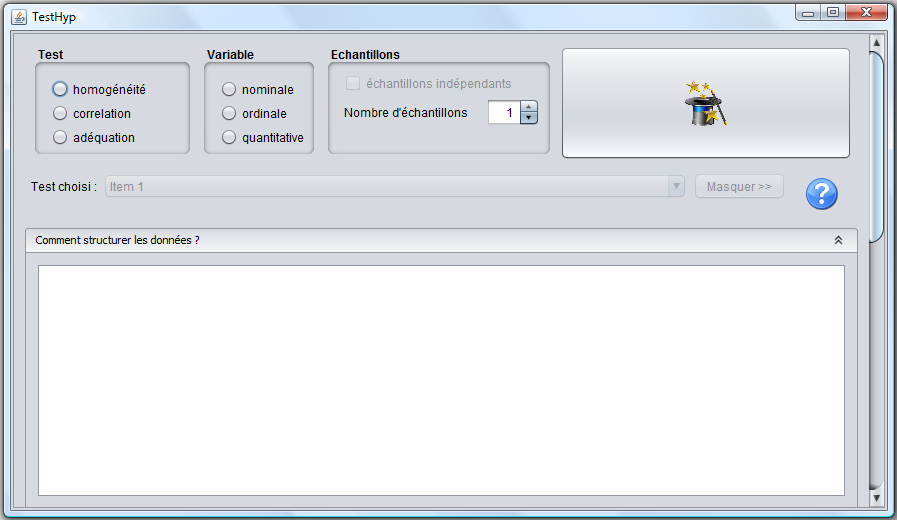 TestHyp
Test
Variable
Echantillons
homogénéité
correlation
adéquation
nominale
ordinale
quantitative
échantillons indépendants
Nombre d'échantillons
1
Test choisi :
Item 1
Masquer >>
?
Comment structurer les données ?